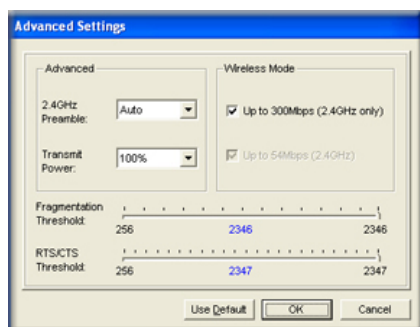 Advanced Settings
Advanced
2.4GHz
Preamble:
Auto
Transmit
Power:
100%
Wireless Mode
Up to 300Mbps (2.4GHz only)
Up to 54Mbps (2.4GHz)
Fragmentation
Threshold:
256 2346 2346
RTS/CTS
Threshold:
256 2347 2347
Use Default OK Cancel